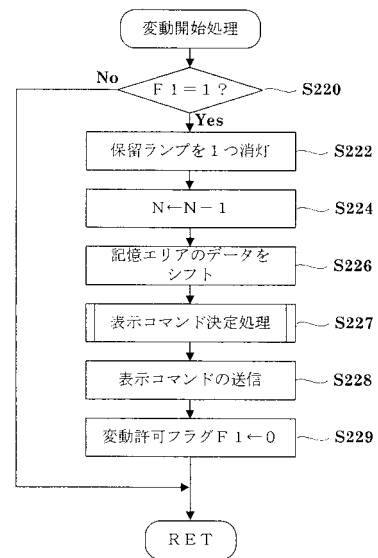 変動開始処理
No
F1=1?
S220
Yes
保留ランプを1つ消灯
S222
N←N-1
S224
記憶エリアのデータを
シフト
S226
表示コマンド決定処理
S227
表示コマンドの送信
S228
変動許可フラグF1←0
S229
RET